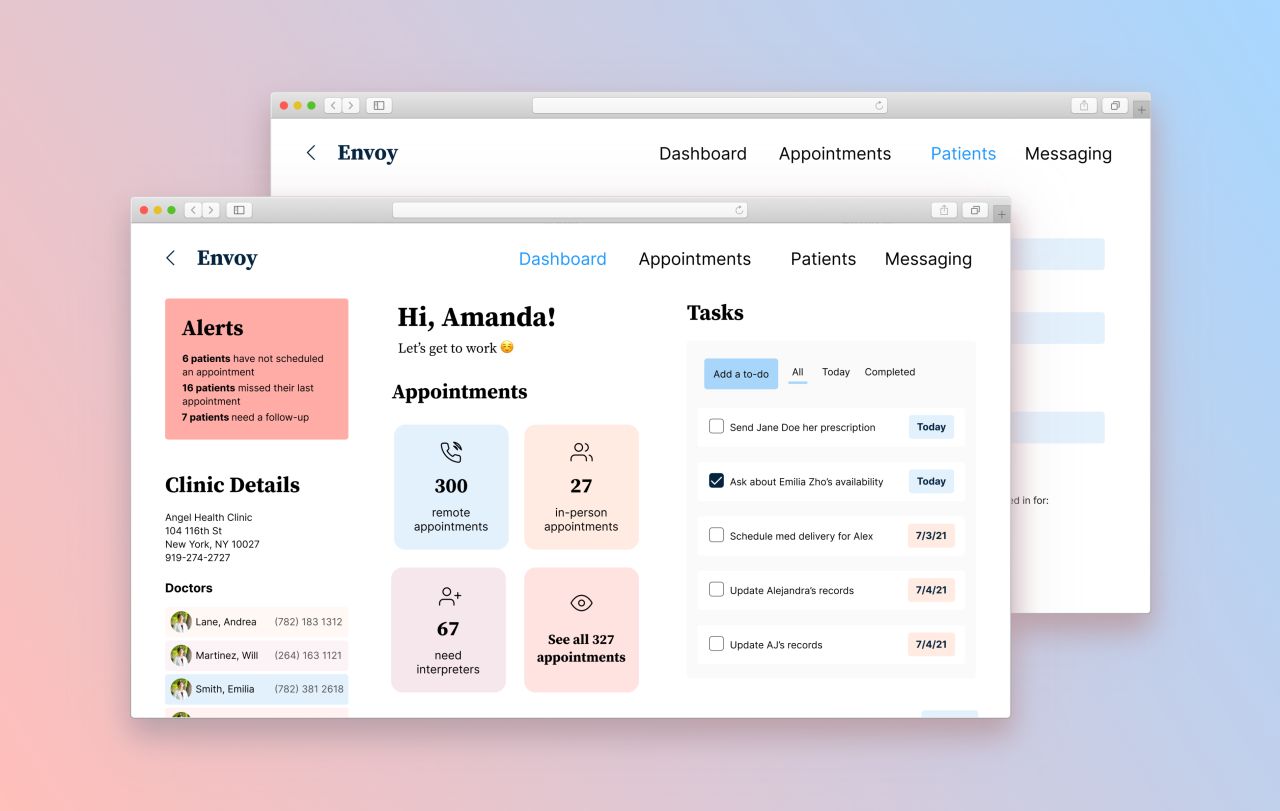 Envoy
Dashboard
Appointments
Patients
Messaging
Envoy
Dashboard
Appointments
Patients
Messaging
Alerts
6 patients have not scheduled
an appointment
16 patients missed their last
appointment
7 patients need a follow-up
Clinic Details
Angel Health Clinic
104 116th St
New York, NY 10027
919-274-2727
Doctors
Lane, Andrea (782) 183 1312
Martinez, Will (264) 163 1121
Smith, Emilia (782) 381 2618
Hi, Amanda!
Let's get to work 😊
Appointments
300
remote
appointments
27
in-person
appointments
67
need
interpreters
See all 327
appointments
Tasks
Add a to-do
All
Today
Completed
Send Jane Doe her prescription
Today
Ask about Emilia Zho's availability
Today
Schedule med delivery for Alex
7/3/21
Update Alejandra's records
7/4/21
Update AJ's records
7/4/21
in for: